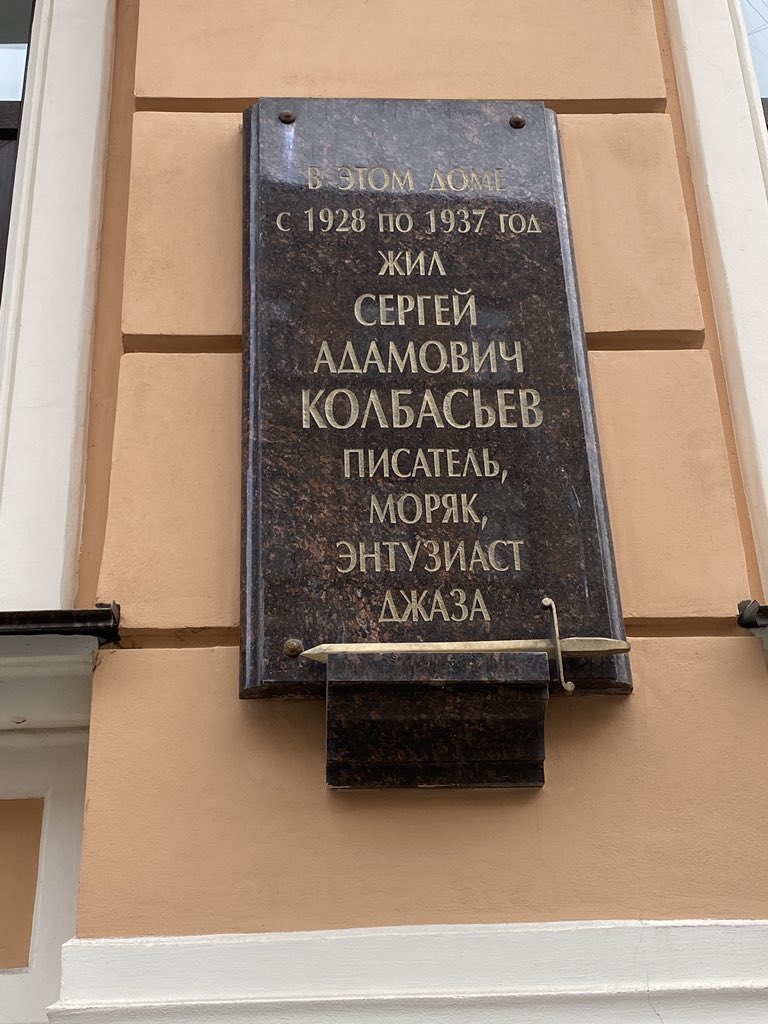 В ЭТОМ ДОМЕ
С 1928 ПО 1937 ГОД
ЖИЛ
СЕРГЕЙ
АДАМОВИЧ
КОЛБАСЬЕВ
ПИСАТЕЛЬ,
МОРЯК,
ЭНТУЗИАСТ
ДЖАЗА